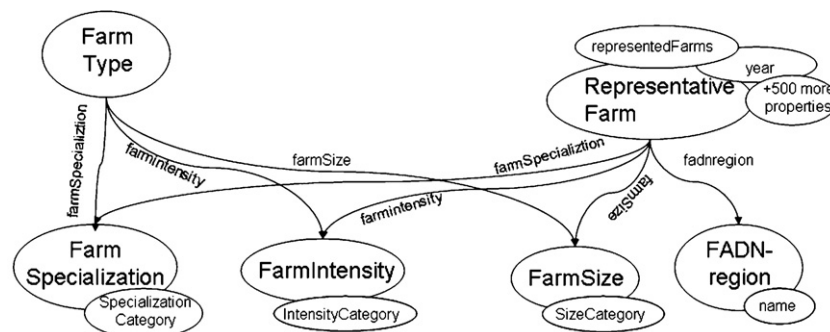 Farm
Type
representedFarms
year
Representative
Farm
+500 more
properties
farmSpecializtion
farmintensity
farmSize
farmSpecializtion
farmintensity
farmSize
fadnregion
Farm
Specialization
Specialization
Category
FarmIntensity
IntensityCategory
FarmSize
SizeCategory
FADN-
region
name